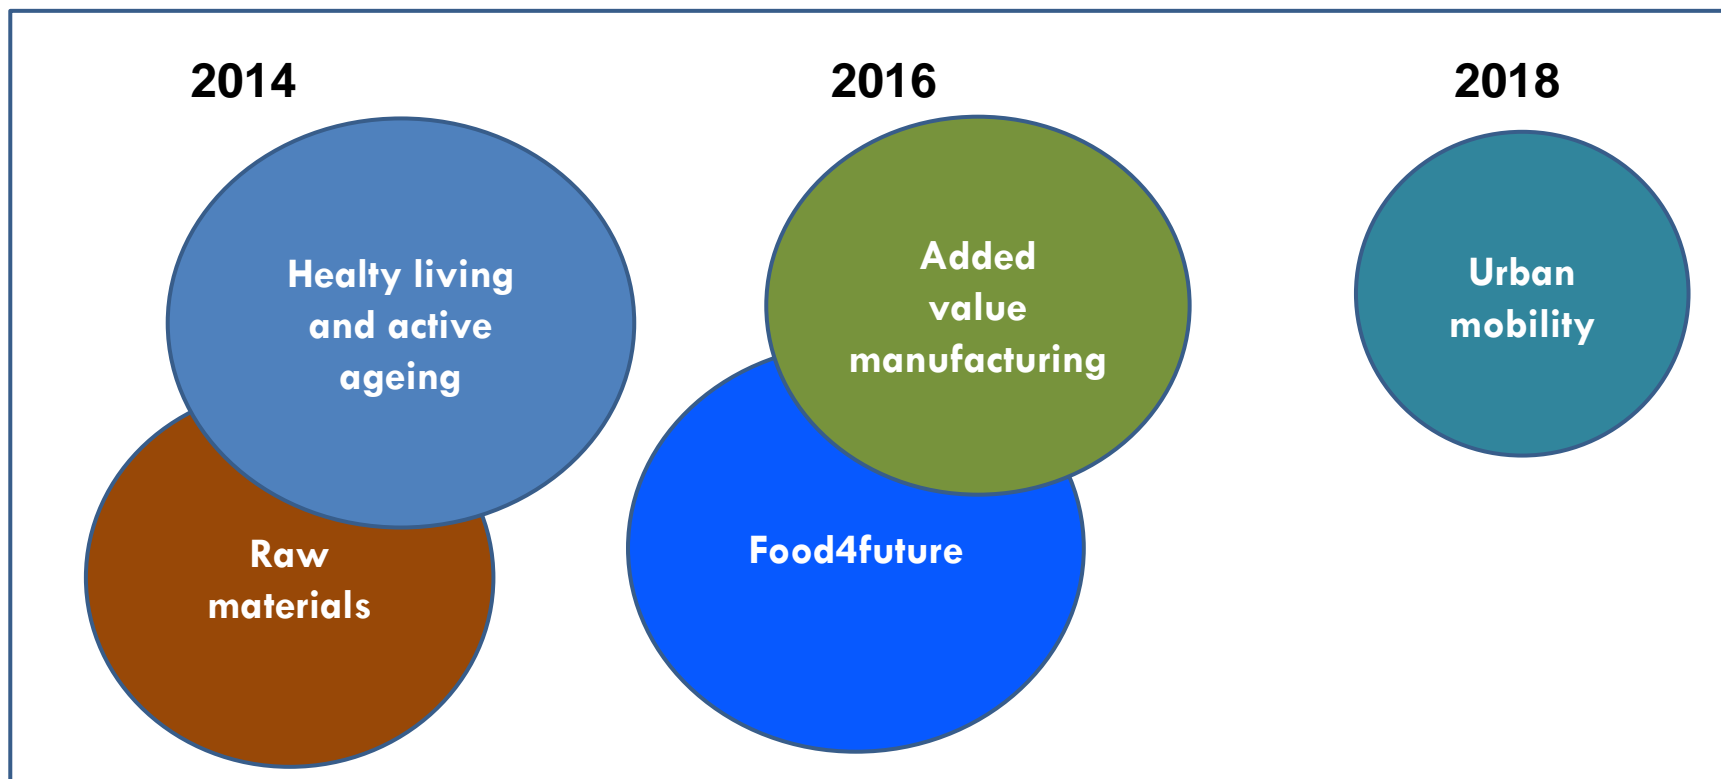 2014
Healty living
and active
ageing
Raw
materials
2016
Added
value
manufacturing
Food4future
2018
Urban
mobility